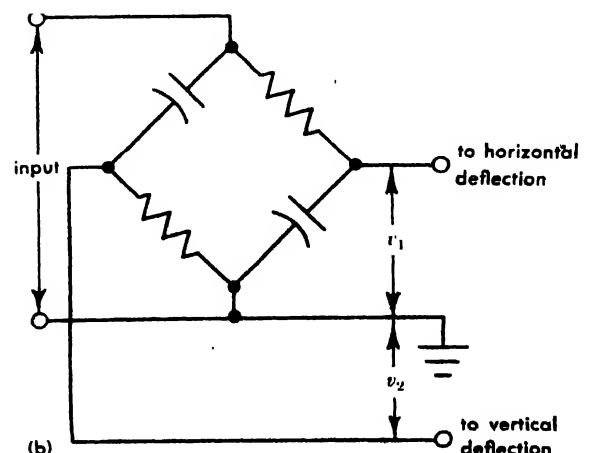 to horizontal
deflection
input
v₁
v₂
to vertical
deflection
(b)